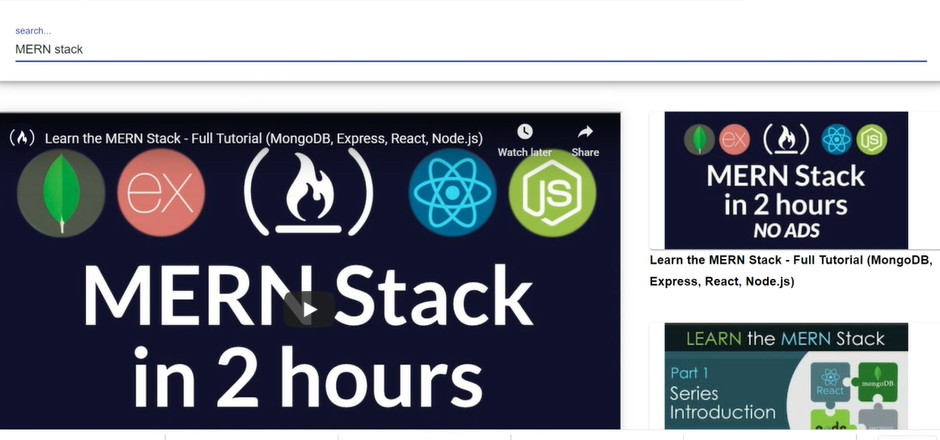 search...
MERN stack
Learn the MERN Stack - Full Tutorial (MongoDB, Express, React, Node.js)
Watch later
Share
ex
JS
MERN Stack
in 2 hours
ex
JS
MERN Stack
in 2 hours
NO ADS
Learn the MERN Stack - Full Tutorial (MongoDB,
Express, React, Node.js)
LEARN the MERN Stack
Part 1
Series
Introduction
React
mongoDB